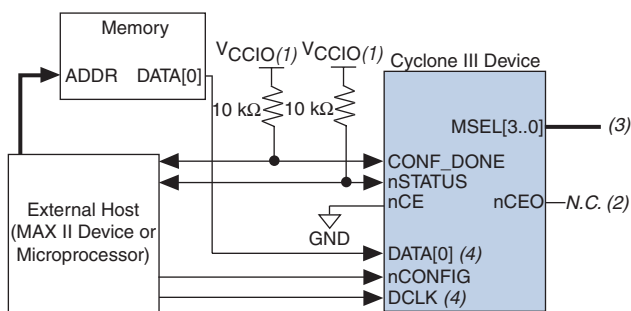 Memory
ADDR DATA[0]
VCCIO(1) VCCIO(1)
10 kΩ 10 kΩ
Cyclone III Device
MSEL[3..0] (3)
CONF_DONE
nSTATUS
nCE nCEO N.C. (2)
GND
External Host
(MAX II Device or
Microprocessor)
DATA[0] (4)
nCONFIG
DCLK (4)